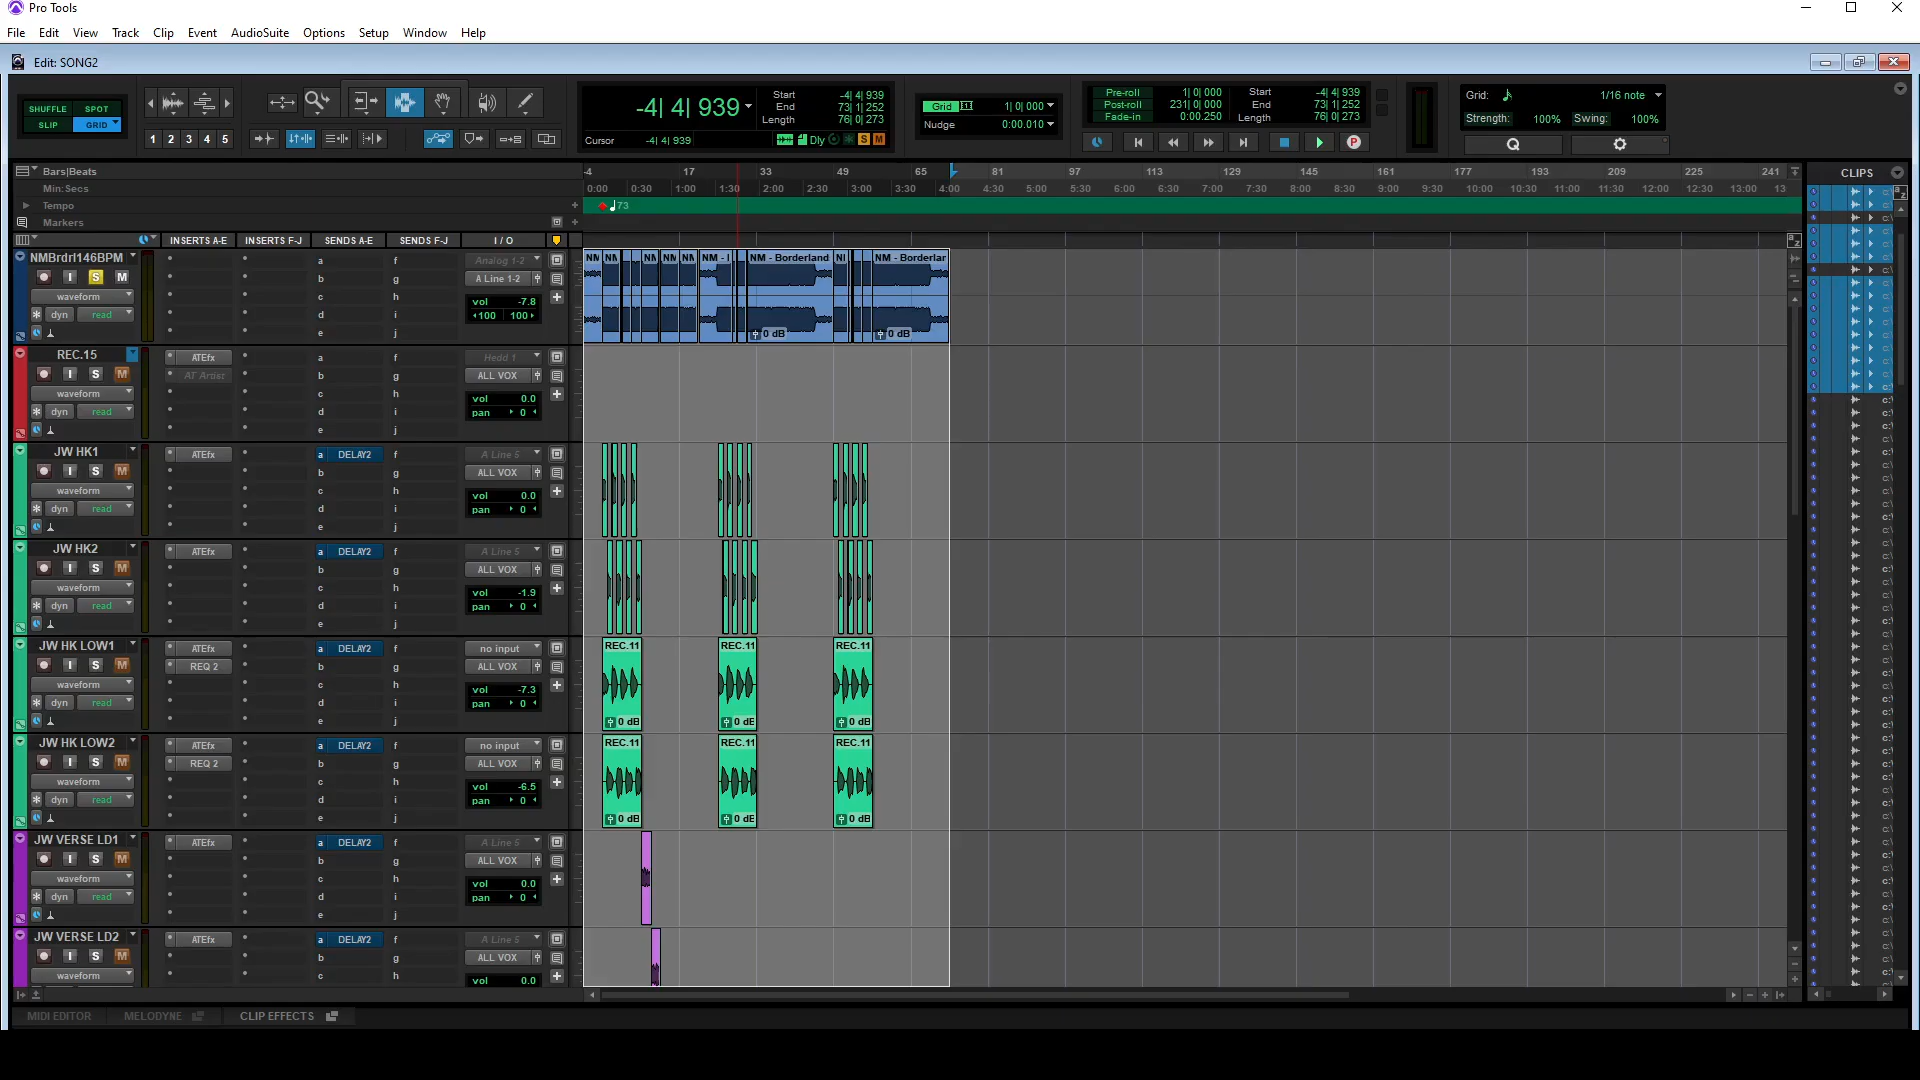 Pro Tools
File Edit View Track Clip Event AudioSuite Options Setup Window Help
Edit: SONG2
SHUFFLE SPOT
SLIP GRID
1 2 3 4 5
-4| 4| 939
Start -4| 4| 939
End 73| 1| 252
Length 76| 0| 273
Cursor -4| 4| 939
Dly S M
Grid 1| 0| 000
Nudge 0:00.010
Pre-roll 1| 0| 000
Post-roll 231| 0| 000
Fade-in 0:00.250
Start -4| 4| 939
End 73| 1| 252
Length 76| 0| 273
Grid: 1/16 note
Strength: 100% Swing: 100%
Q
Bars|Beats
-4 17 33 49 65 81 97 113 129 145 161 177 193 209 225 241
Min:Secs
0:00 0:30 1:00 1:30 2:00 2:30 3:00 3:30 4:00 4:30 5:00 5:30 6:00 6:30 7:00 7:30 8:00 8:30 9:00 9:30 10:00 10:30 11:00 11:30 12:00 12:30 13:00 13
Tempo
73
Markers
CLIPS
INSERTS A-E INSERTS F-J SENDS A-E SENDS F-J I / O
NMBrdrl146BPM
I S M
waveform
dyn read
a b c d e
f g h i j
Analog 1-2
A Line 1-2
vol -7.8
100 100
NM - Borderland
NM - Borderlar
0 dB
0 dB
REC.15
I S M
waveform
dyn read
ATEfx
AT Artist
a b c d e
f g h i j
Hedd 1
ALL VOX
vol 0.0
pan 0
JW HK1
I S M
waveform
dyn read
ATEfx
a DELAY2
b c d e
f g h i j
A Line 5
ALL VOX
vol 0.0
pan 0
JW HK2
I S M
waveform
dyn read
ATEfx
a DELAY2
b c d e
f g h i j
A Line 5
ALL VOX
vol -1.9
pan 0
JW HK LOW1
I S M
waveform
dyn read
ATEfx
REQ 2
a DELAY2
b c d e
f g h i j
no input
ALL VOX
vol -7.3
pan 0
REC.11 REC.11 REC.11
0 dB 0 dE 0 dB
JW HK LOW2
I S M
waveform
dyn read
ATEfx
REQ 2
a DELAY2
b c d e
f g h i j
no input
ALL VOX
vol -6.5
pan 0
REC.11 REC.11 REC.11
0 dB 0 dE 0 dB
JW VERSE LD1
I S M
waveform
dyn read
ATEfx
a DELAY2
b c d e
f g h i j
A Line 5
ALL VOX
vol 0.0
pan 0
JW VERSE LD2
I S M
waveform
ATEfx
a DELAY2
b c
f g h
A Line 5
ALL VOX
vol 0.0
MIDI EDITOR MELODYNE CLIP EFFECTS